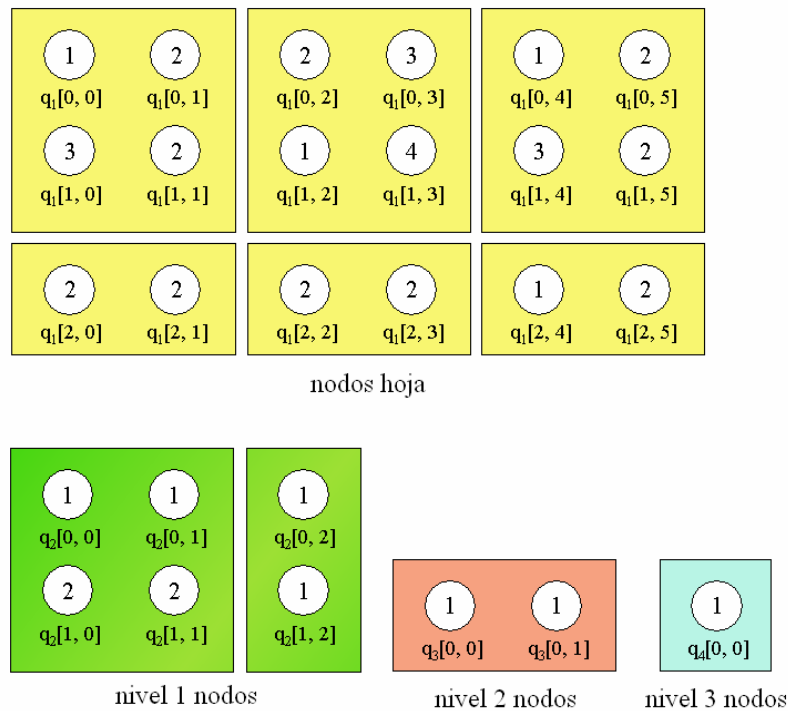 1 2 2 3 1 2
q1[0, 0] q1[0, 1] q1[0, 2] q1[0, 3] q1[0, 4] q1[0, 5]
3 2 1 4 3 2
q1[1, 0] q1[1, 1] q1[1, 2] q1[1, 3] q1[1, 4] q1[1, 5]
2 2 2 2 1 2
q1[2, 0] q1[2, 1] q1[2, 2] q1[2, 3] q1[2, 4] q1[2, 5]
nodos hoja
1 1 1
q2[0, 0] q2[0, 1] q2[0, 2]
2 2 1
q2[1, 0] q2[1, 1] q2[1, 2]
nivel 1 nodos
1 1
q3[0, 0] q3[0, 1]
nivel 2 nodos
1
q4[0, 0]
nivel 3 nodos